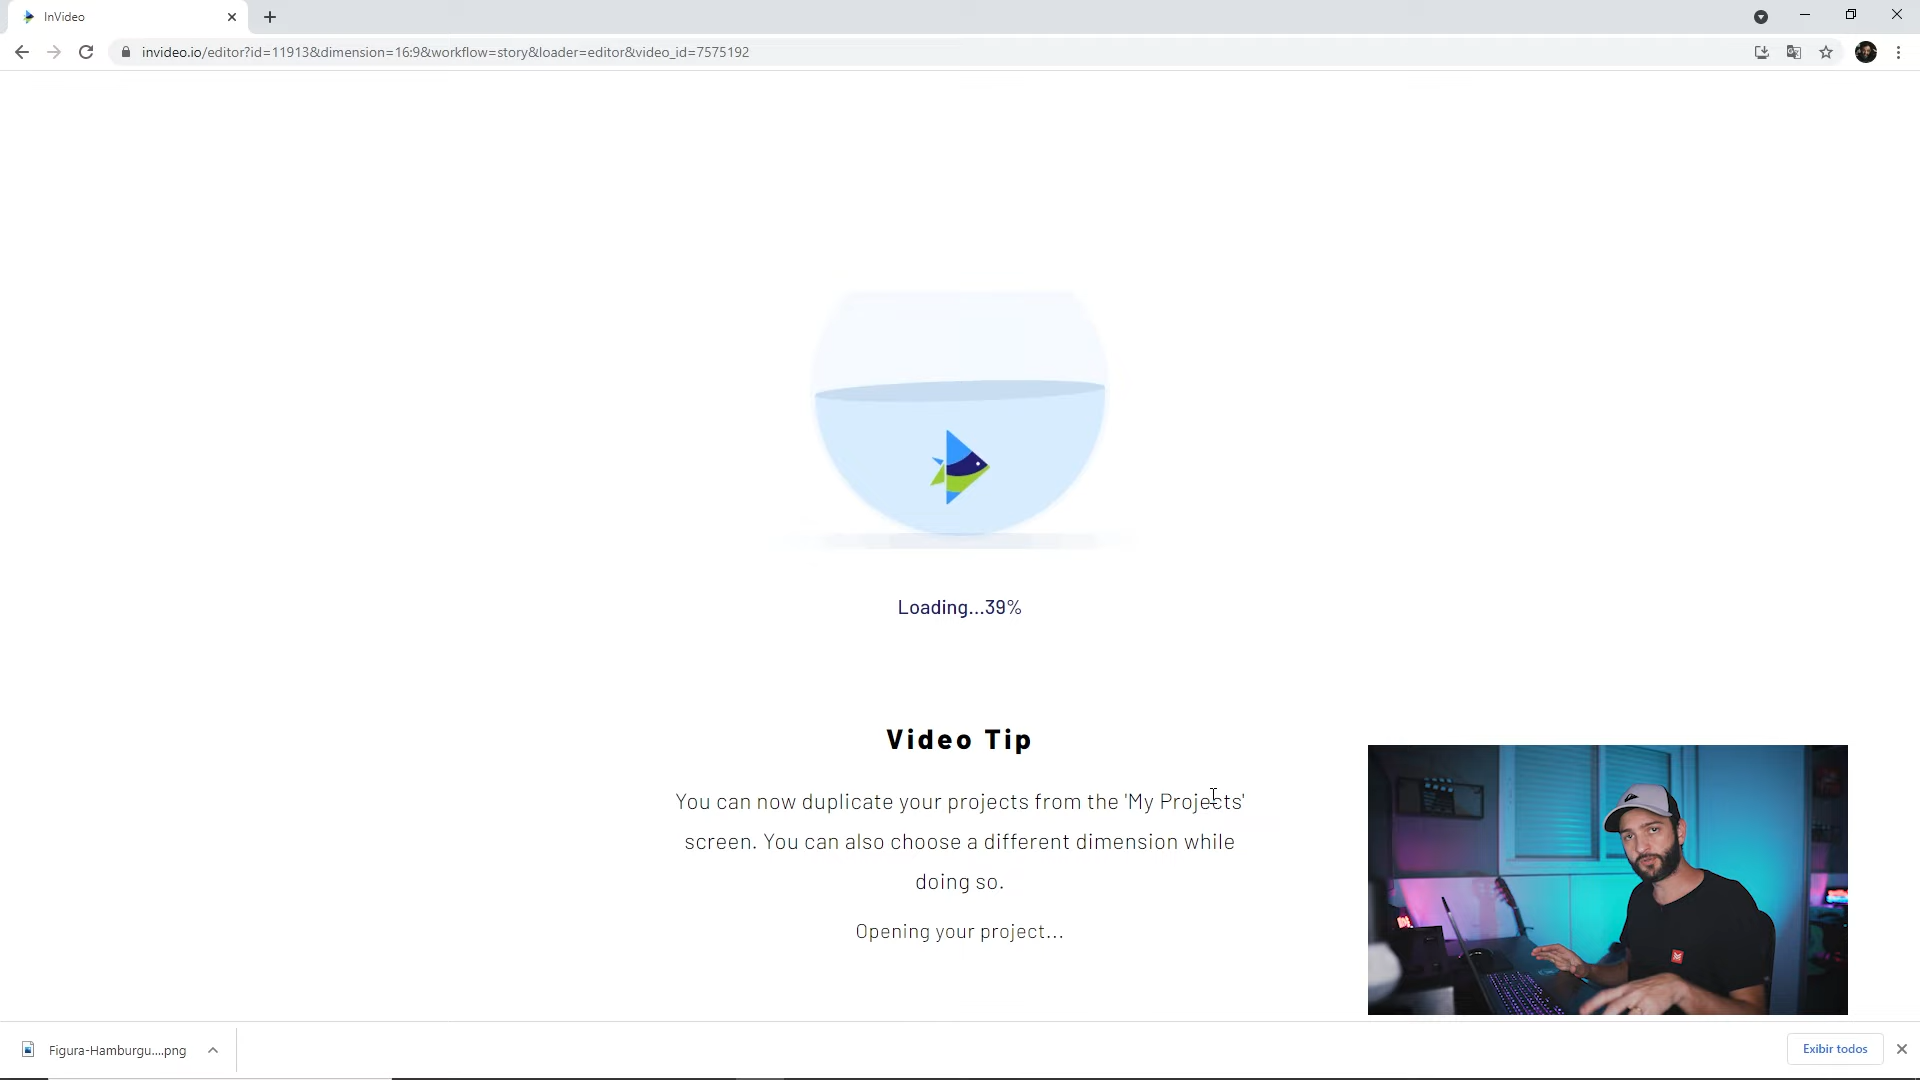 InVideo
invideo.io/editor?id=11913&dimension=16:9&workflow=story&loader=editor&video_id=7575192
Loading...39%
Video Tip
You can now duplicate your projects from the 'My Projects'
screen. You can also choose a different dimension while
doing so.
Opening your project...
Figura-Hamburgu....png
Exibir todos